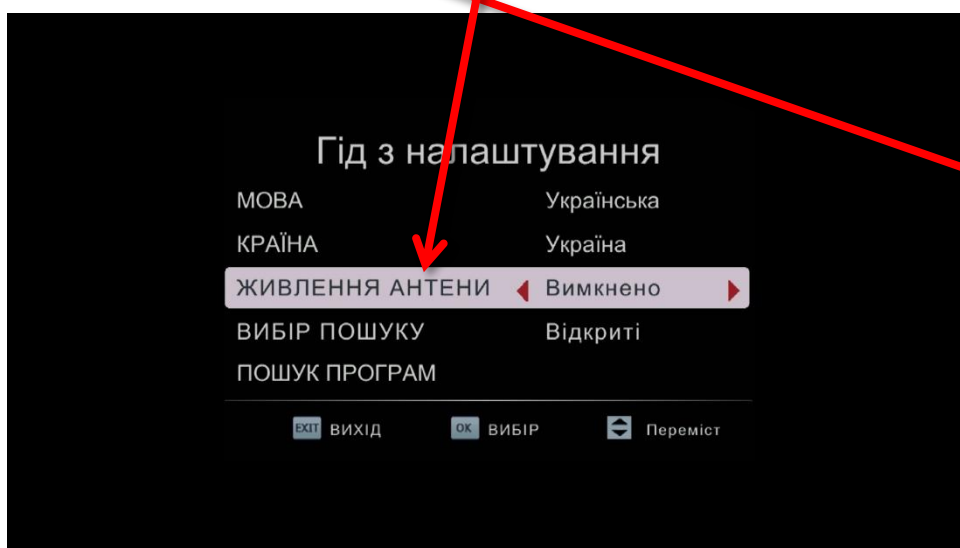 Гід з налаштування
МОВА Українська
КРАЇНА Україна
ЖИВЛЕННЯ АНТЕНИ Вимкнено
ВИБІР ПОШУКУ Відкриті
ПОШУК ПРОГРАМ
EXIT ВИХІД OK ВИБІР Переміст